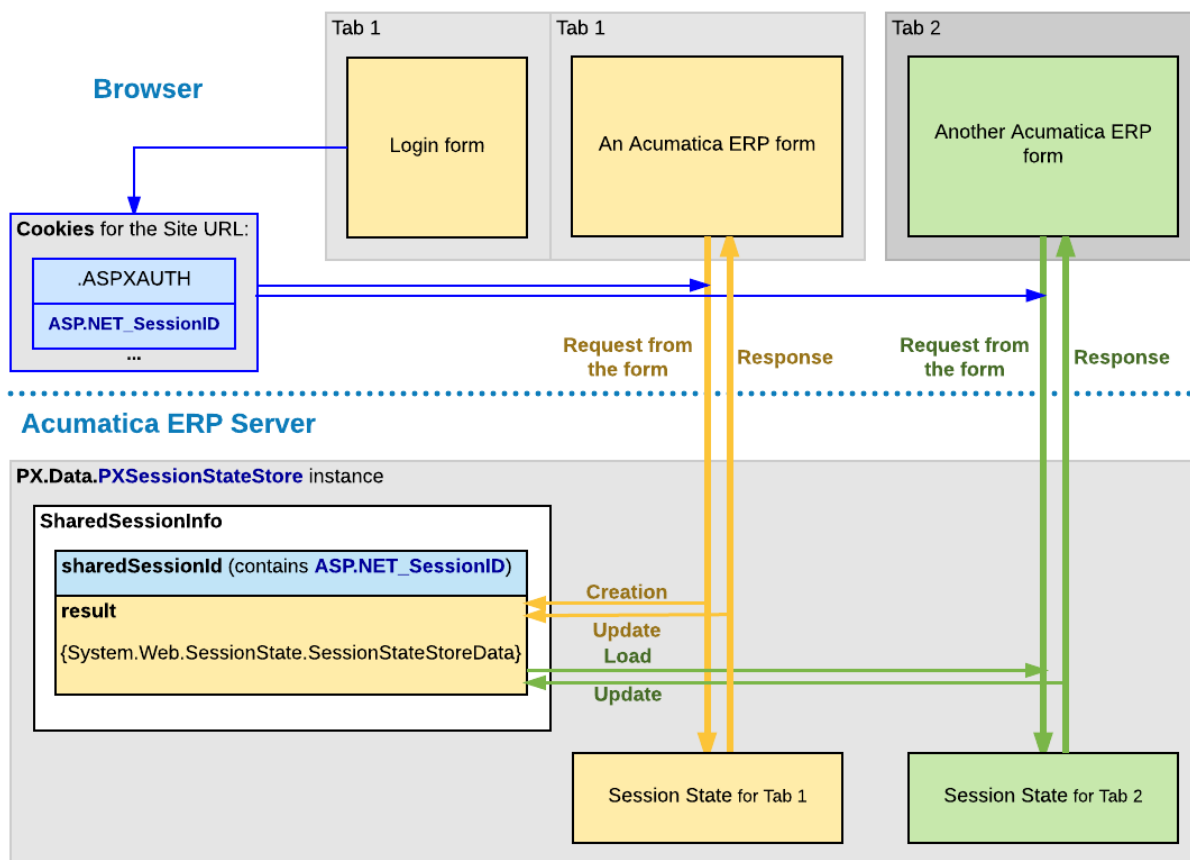 Tab 1
Tab 1
Tab 2
Browser
Login form
An Acumatica ERP form
Another Acumatica ERP
form
Cookies for the Site URL:
.ASPXAUTH
ASP.NET_SessionID
...
Request from
the form
Response
Request from
the form
Response
Acumatica ERP Server
PX.Data.PXSessionStateStore instance
SharedSessionInfo
sharedSessionId (contains ASP.NET_SessionID)
result
{System.Web.SessionState.SessionStateStoreData}
Creation
Update
Load
Update
Session State for Tab 1
Session State for Tab 2